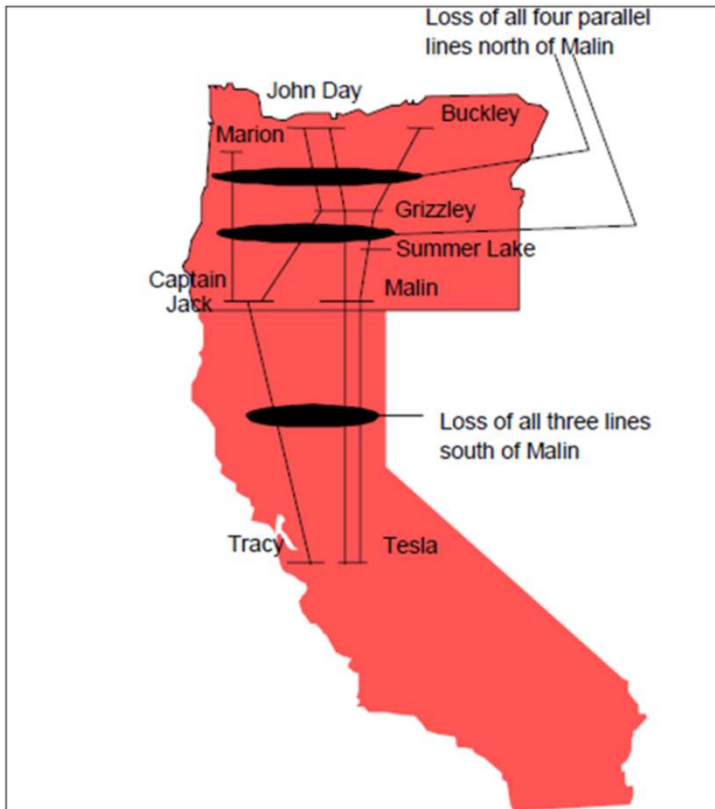 Loss of all four parallel
lines north of Malin
John Day
Buckley
Marion
Grizzley
Summer Lake
Captain
Jack
Malin
Loss of all three lines
south of Malin
Tracy
Tesla